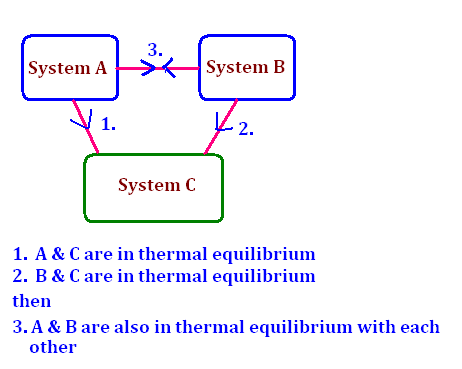 3.
System A
System B
1.
2.
System C
1. A & C are in thermal equilibrium
2. B & C are in thermal equilibrium
then
3. A & B are also in thermal equilibrium with each
other